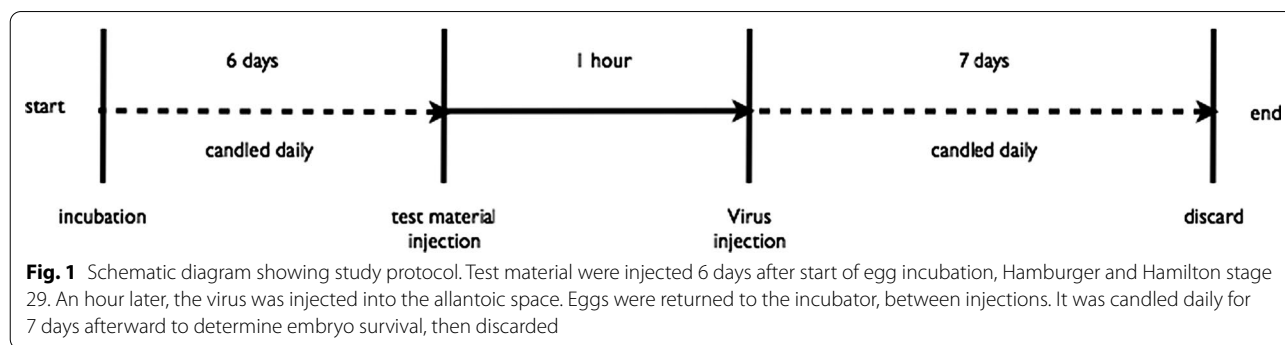 6 days 1 hour 7 days
start end
candled daily candled daily
incubation test material Virus discard
injection injection
Fig. 1 Schematic diagram showing study protocol. Test material were injected 6 days after start of egg incubation, Hamburger and Hamilton stage
29. An hour later, the virus was injected into the allantoic space. Eggs were returned to the incubator, between injections. It was candled daily for
7 days afterward to determine embryo survival, then discarded